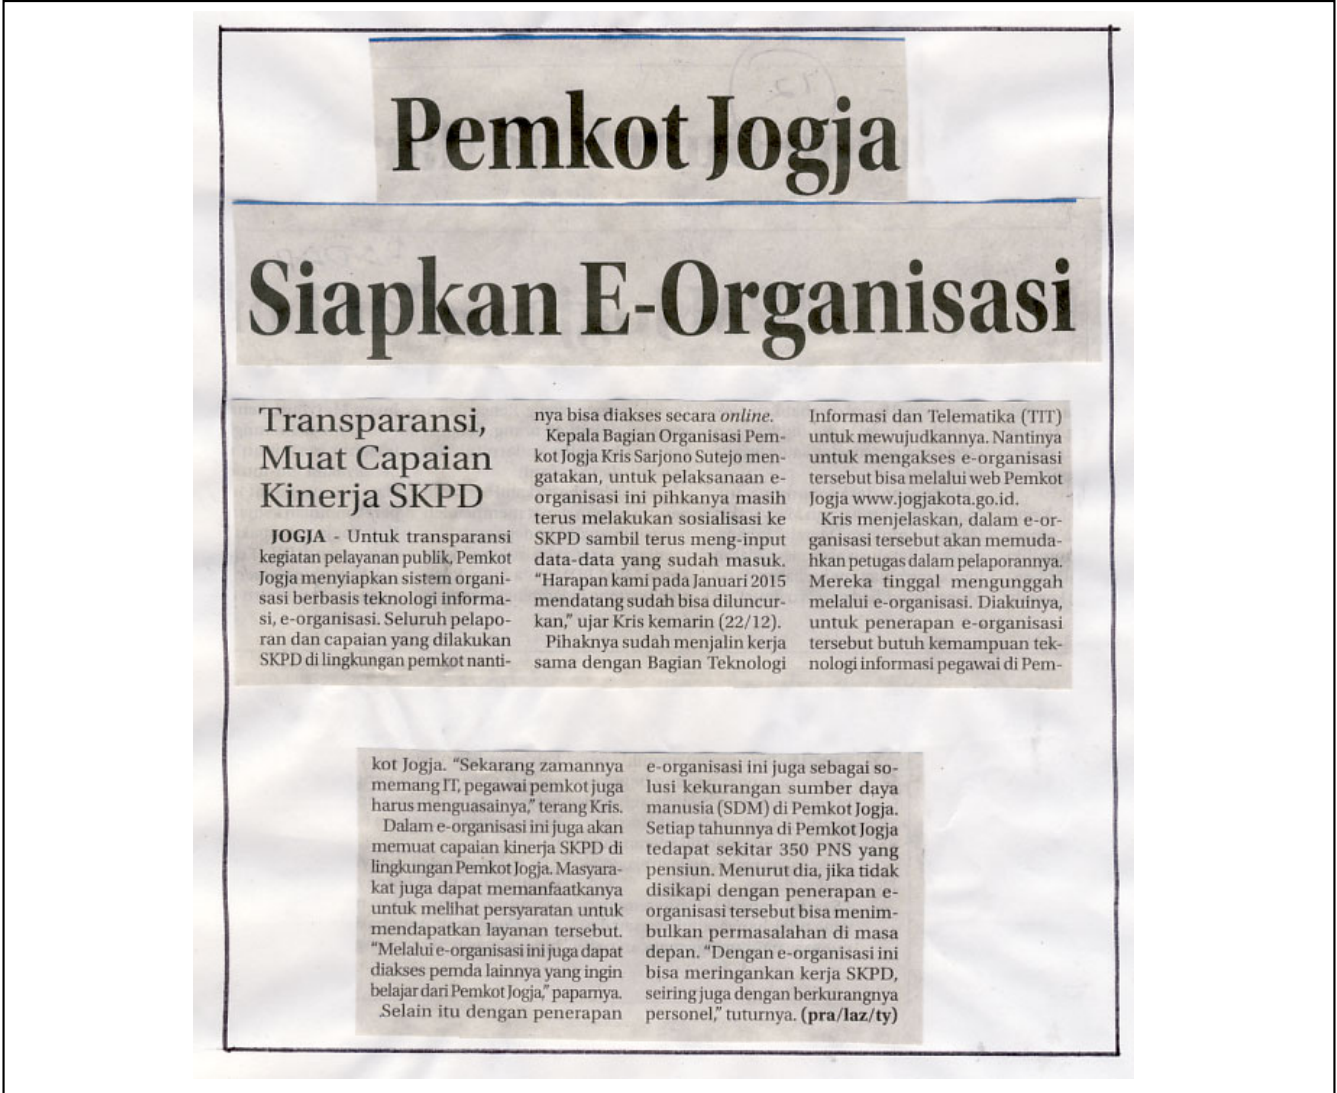 Pemkot Jogja
Siapkan E-Organisasi
Transparansi,
Muat Capaian
Kinerja SKPD
JOGJA - Untuk transparansi
kegiatan pelayanan publik, Pemkot
Jogja menyiapkan sistem organi-
sasi berbasis teknologi informa-
si, e-organisasi. Seluruh pelapo-
ran dan capaian yang dilakukan
SKPD di lingkungan pemkot nanti-
nya bisa diakses secara online.
Kepala Bagian Organisasi Pem-
kot Jogja Kris Sarjono Sutejo men-
gatakan, untuk pelaksanaan e-
organisasi ini pihkanya masih
terus melakukan sosialisasi ke
SKPD sambil terus meng-input
data-data yang sudah masuk.
“Harapan kami pada Januari 2015
mendatang sudah bisa diluncur-
kan,” ujar Kris kemarin (22/12).
Pihaknya sudah menjalin kerja
sama dengan Bagian Teknologi
Informasi dan Telematika (TIT)
untuk mewujudkannya. Nantinya
untuk mengakses e-organisasi
tersebut bisa melalui web Pemkot
Jogja www.jogjakota.go.id.
Kris menjelaskan, dalam e-or-
ganisasi tersebut akan memuda-
hkan petugas dalam pelaporannya.
Mereka tinggal mengunggah
melalui e-organisasi. Diakuinya,
untuk penerapan e-organisasi
tersebut butuh kemampuan tek-
nologi informasi pegawai di Pem-
kot Jogja. “Sekarang zamannya
memang IT, pegawai pemkot juga
harus menguasainya,” terang Kris.
Dalam e-organisasi ini juga akan
memuat capaian kinerja SKPD di
lingkungan Pemkot Jogja. Masyara-
kat juga dapat memanfaatkanya
untuk melihat persyaratan untuk
mendapatkan layanan tersebut.
“Melalui e-organisasi ini juga dapat
diakses pemda lainnya yang ingin
belajar dari Pemkot Jogja,” paparnya.
Selain itu dengan penerapan
e-organisasi ini juga sebagai so-
lusi kekurangan sumber daya
manusia (SDM) di Pemkot Jogja.
Setiap tahunnya di Pemkot Jogja
tedapat sekitar 350 PNS yang
pensiun. Menurut dia, jika tidak
disikapi dengan penerapan e-
organisasi tersebut bisa menim-
bulkan permasalahan di masa
depan. “Dengan e-organisasi ini
bisa meringankan kerja SKPD,
seiring juga dengan berkurangnya
personel,” tuturnya. (pra/laz/ty)